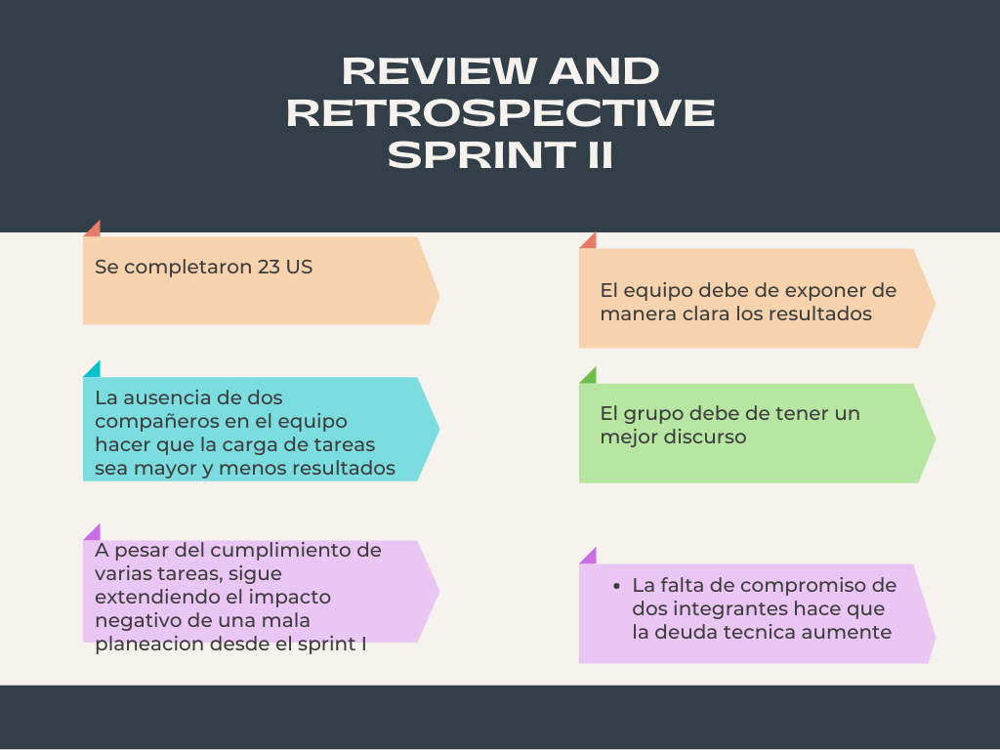 REVIEW AND
RETROSPECTIVE
SPRINT II
Se completaron 23 US
La ausencia de dos
compañeros en el equipo
hacer que la carga de tareas
sea mayor y menos resultados
A pesar del cumplimiento de
varias tareas, sigue
extendiendo el impacto
negativo de una mala
planeacion desde el sprint I
El equipo debe de exponer de
manera clara los resultados
El grupo debe de tener un
mejor discurso
• La falta de compromiso de
dos integrantes hace que
la deuda tecnica aumente